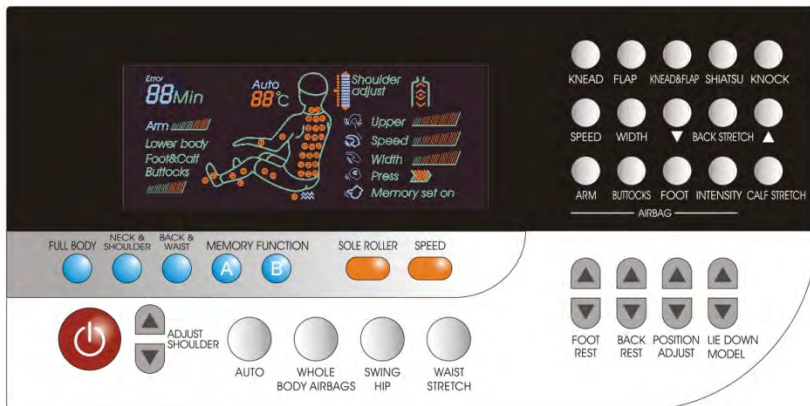 Error
88Min
Auto
88°C
Shoulder
adjust
Arm
Lower body
Foot&Calf
Buttocks
Upper
Speed
Width
Press
Memory set on
KNEAD FLAP KNEAD&FLAP SHIATSU KNOCK
SPEED WIDTH ▼ BACK STRETCH ▲
ARM BUTTOCKS FOOT INTENSITY CALF STRETCH
AIRBAG
FULL BODY
NECK &
SHOULDER
BACK &
WAIST
MEMORY FUNCTION
A B
SOLE ROLLER SPEED
ADJUST
SHOULDER
AUTO
WHOLE
BODY AIRBAGS
SWING
HIP
WAIST
STRETCH
FOOT
REST
BACK
REST
POSITION
ADJUST
LIE DOWN
MODEL